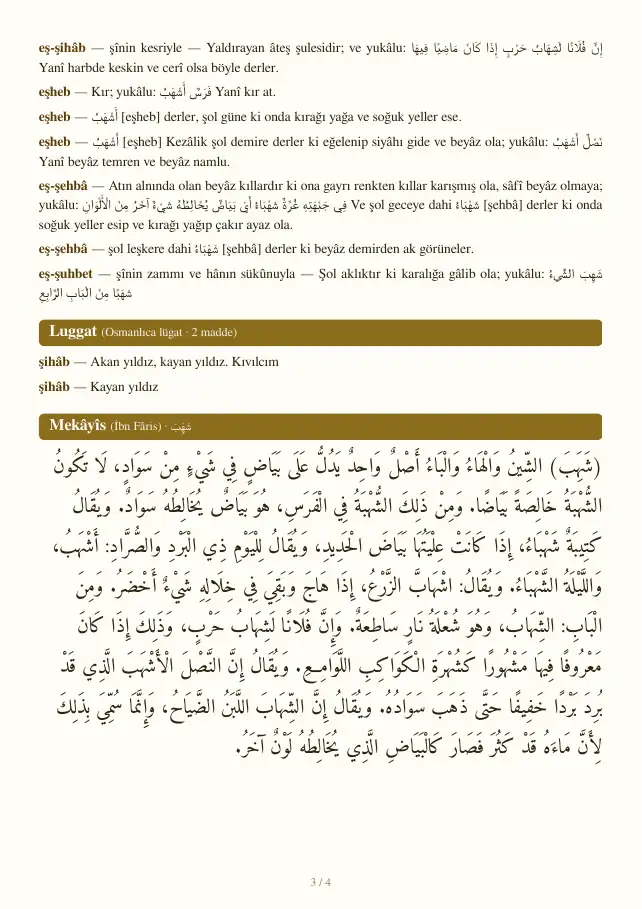 eş-şihâb — şînin kesriyle — Yaldırayan âteş şulesidir; ve yukâlu: إِنَّ فُلَانًا لَشِهَابُ حَرْبٍ إِذَا كَانَ مَاضِيًا فِيهَا
Yanî harbde keskin ve cerî olsa böyle derler.
eşheb — Kır; yukâlu: فَرَسٌ أَشْهَبُ Yanî kır at.
eşheb — أَشْهَبُ [eşheb] derler, şol güne ki onda kırağı yağa ve soğuk yeller ese.
eşheb — أَشْهَبُ [eşheb] Kezâlik şol demire derler ki eğelenip siyâhı gide ve beyâz ola; yukâlu: نَصْلٌ أَشْهَبُ
Yanî beyâz temren ve beyâz namlu.
eş-şehbâ — Atın alnında olan beyâz kıllardır ki ona gayrı renkten kıllar karışmış ola, sâfî beyâz olmaya;
yukâlu: فِي جَبْهَتِهِ غُرَّةٌ شَهْبَاءُ أَيْ بَيَاضٌ يُخَالِطُهُ شَيْءٌ آخَرُ مِنَ الْأَلْوَانِ Ve şol geceye dahi شَهْبَاءُ [şehbâ] derler ki onda
soğuk yeller esip ve kırağı yağıp çakır ayaz ola.
eş-şehbâ — şol leşkere dahi شَهْبَاءُ [şehbâ] derler ki beyâz demirden ak görüneler.
eş-şuhbet — şînin zammı ve hânın sükûnuyla — Şol aklıktır ki karalığa gâlib ola; yukâlu: شَهِبَ الشَّيْءُ
شَهَبًا مِنَ الْبَابِ الرَّابِعِ
Luggat (Osmanlıca lügat · 2 madde)
şihâb — Akan yıldız, kayan yıldız. Kıvılcım
şihâb — Kayan yıldız
Mekâyîs (İbn Fâris) · شَهَبَ
(شَهَبَ) الشِّينُ وَالْهَاءُ وَالْبَاءُ أَصْلٌ وَاحِدٌ يَدُلُّ عَلَى بَيَاضٍ فِي شَيْءٍ مِنْ سَوَادٍ، لَا تَكُونُ
الشُّهْبَةُ خَالِصَةً بَيَاضًا. وَمِنْ ذَلِكَ الشُّهْبَةُ فِي الْفَرَسِ، هُوَ بَيَاضٌ يُخَالِطُهُ سَوَادٌ. وَيُقَالُ
كَتِيبَةٌ شَهْبَاءُ، إِذَا كَانَتْ عِلْيَتُهَا بَيَاضَ الْحَدِيدِ، وَيُقَالُ لِلْيَوْمِ ذِي الْبَرْدِ وَالصُّرَّادِ: أَشْهَبُ،
وَاللَّيْلَةُ الشَّهْبَاءُ. وَيُقَالُ: اشْهَابَّ الزَّرْعُ، إِذَا هَاجَ وَبَقِيَ فِي خِلَالِهِ شَيْءٌ أَخْضَرُ. وَمِنَ
الْبَابِ: الشِّهَابُ، وَهُوَ شُعْلَةُ نَارٍ سَاطِعَةٌ. وَإِنَّ فُلَانًا لَشِهَابُ حَرْبٍ، وَذَلِكَ إِذَا كَانَ
مَعْرُوفًا فِيهَا مَشْهُورًا كَشُهْرَةِ الْكَوَاكِبِ اللَّوَامِعِ. وَيُقَالُ إِنَّ النَّصْلَ الْأَشْهَبَ الَّذِي قَدْ
بُرِدَ بَرْدًا خَفِيفًا حَتَّى ذَهَبَ سَوَادُهُ. وَيُقَالُ إِنَّ الشِّهَابَ اللَّبَنُ الضَّيَاحُ، وَإِنَّمَا سُمِّيَ بِذَلِكَ
لِأَنَّ مَاءَهُ قَدْ كَثُرَ فَصَارَ كَالْبَيَاضِ الَّذِي يُخَالِطُهُ لَوْنٌ آخَرُ.
3 / 4